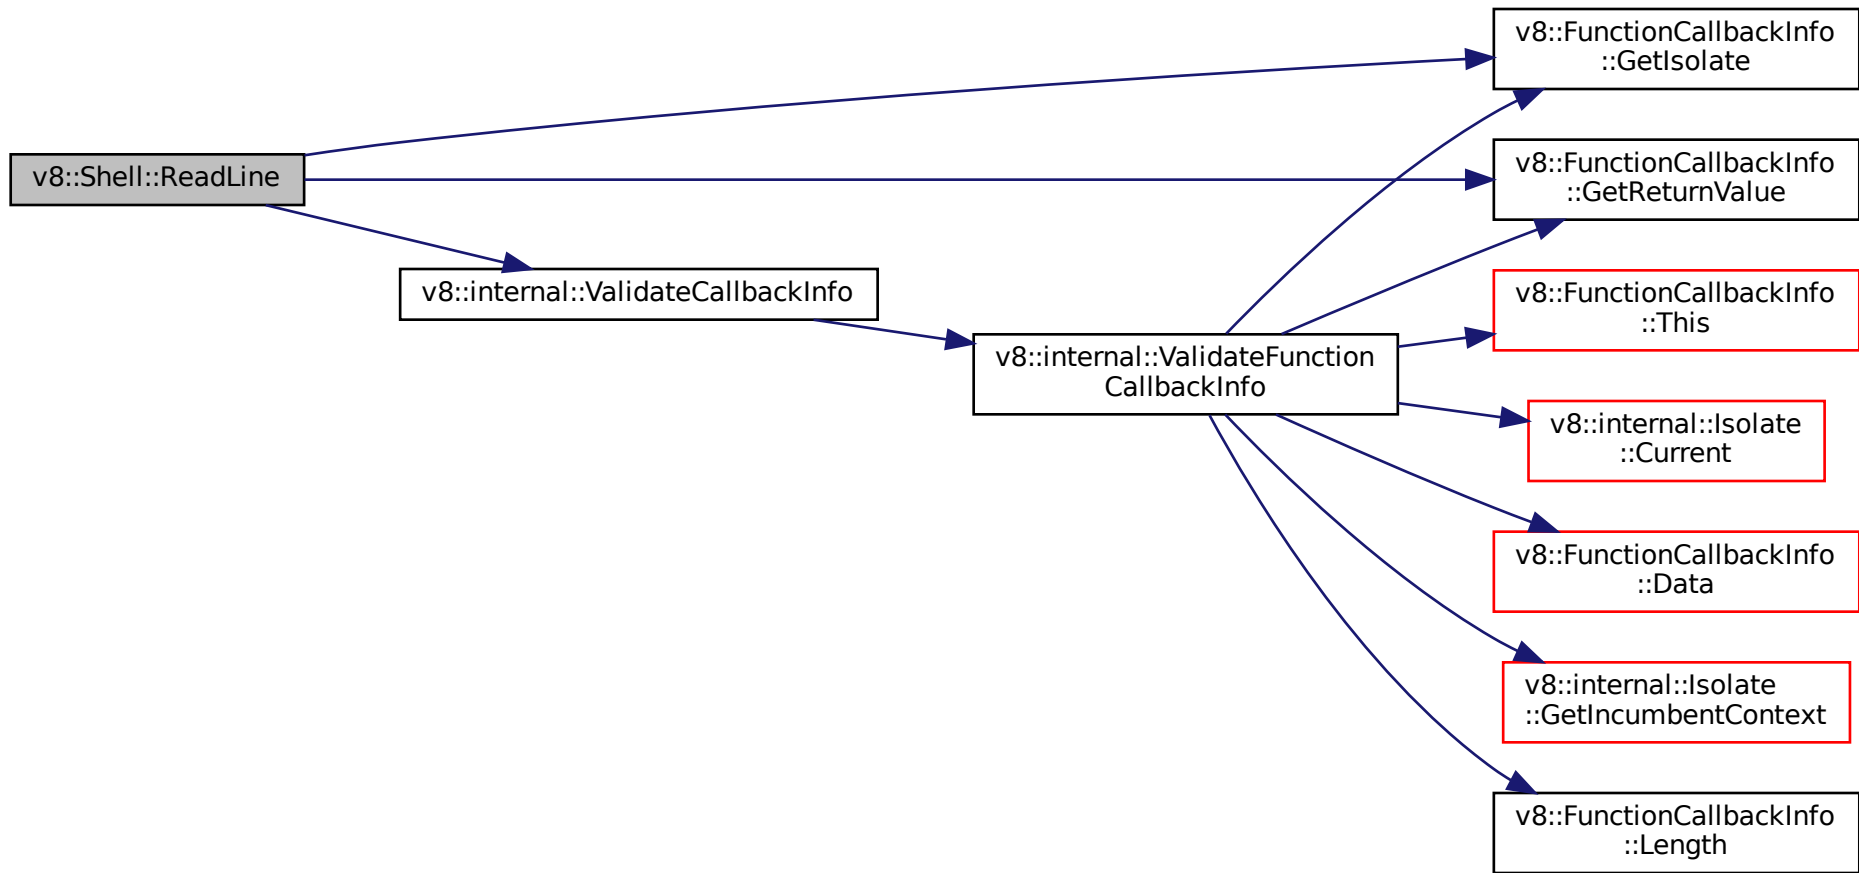 v8::Shell::ReadLine
v8::internal::ValidateCallbackInfo
v8::internal::ValidateFunction
CallbackInfo
v8::FunctionCallbackInfo
::GetIsolate
v8::FunctionCallbackInfo
::GetReturnValue
v8::FunctionCallbackInfo
::This
v8::internal::Isolate
::Current
v8::FunctionCallbackInfo
::Data
v8::internal::Isolate
::GetIncumbentContext
v8::FunctionCallbackInfo
::Length